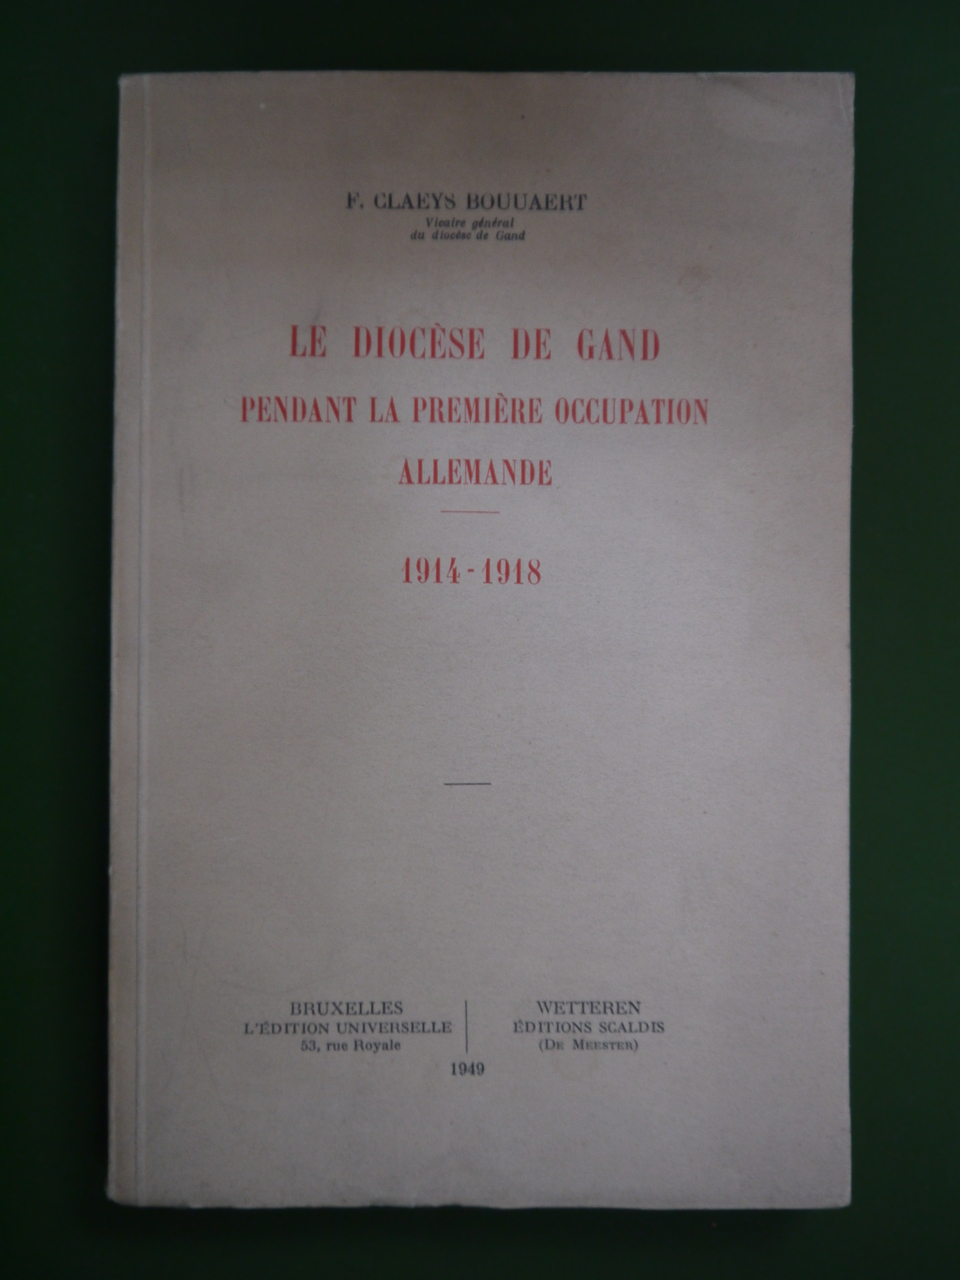 F. CLAEYS BOUUAERT
Vicaire général
du diocèse de Gand
LE DIOCÈSE DE GAND
PENDANT LA PREMIÈRE OCCUPATION
ALLEMANDE
1914-1918
BRUXELLES
L'ÉDITION UNIVERSELLE
53, rue Royale
WETTEREN
ÉDITIONS SCALDIS
(DE MEESTER)
1949